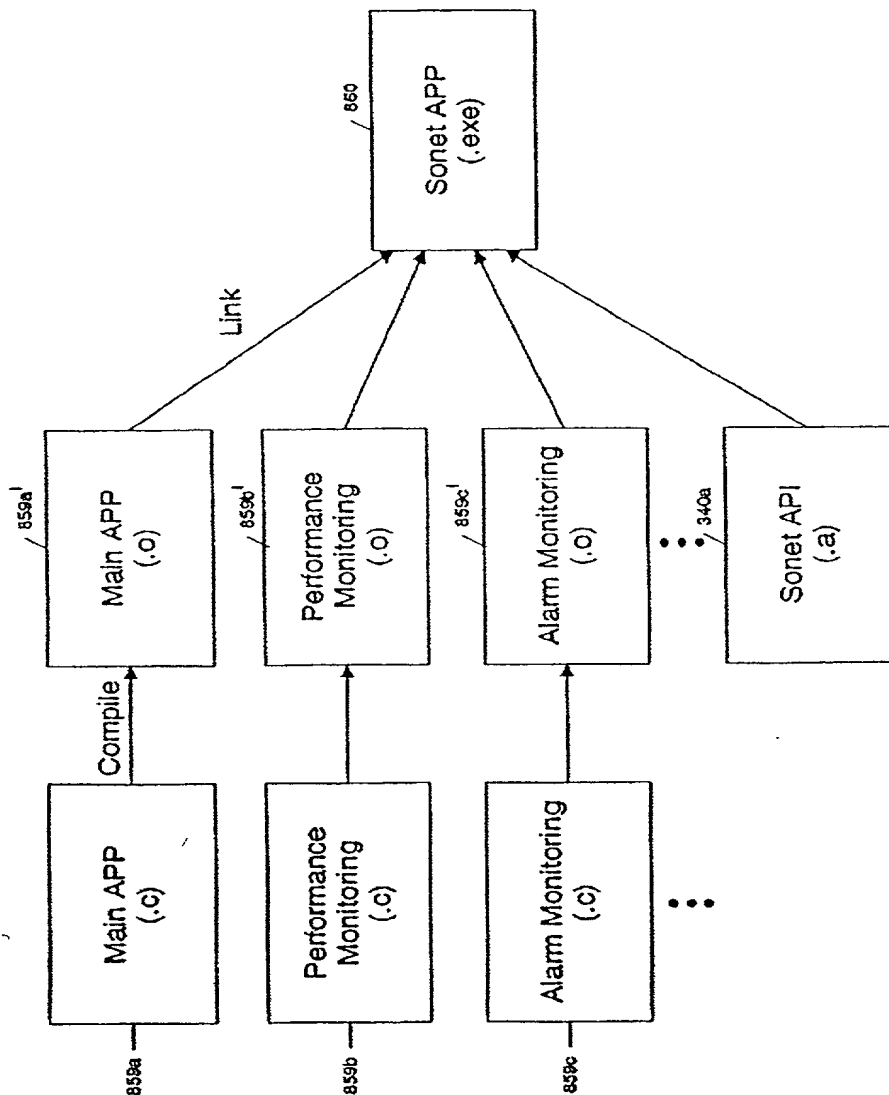 859a
Main APP
(.c)
Compile
859a'
Main APP
(.o)
Link
860
Sonet APP
(.exe)
859b
Performance
Monitoring
(.c)
859b'
Performance
Monitoring
(.o)
859c
Alarm Monitoring
(.c)
859c'
Alarm Monitoring
(.o)
340a
Sonet API
(.a)